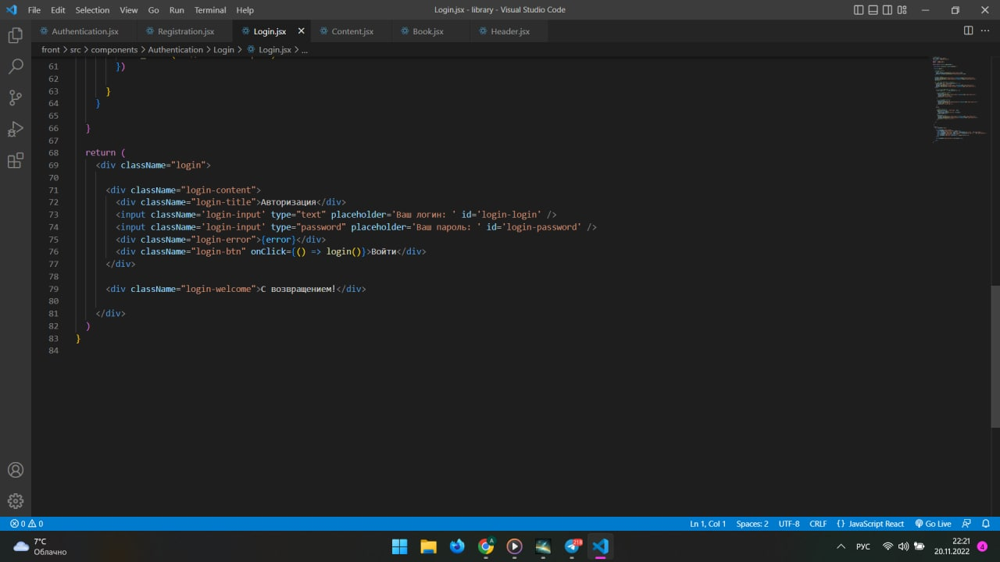 File Edit Selection View Go Run Terminal Help Login.jsx - library - Visual Studio Code
Authentication.jsx Registration.jsx Login.jsx Content.jsx Book.jsx Header.jsx
front > src > components > Authentication > Login > Login.jsx > ...
61 })
62
63 }
64 }
65
66 }
67
68 return (
69 <div className="login">
70
71 <div className="login-content">
72 <div className="login-title">Авторизация</div>
73 <input className='login-input' type="text" placeholder='Ваш логин: ' id='login-login' />
74 <input className='login-input' type="password" placeholder='Ваш пароль: ' id='login-password' />
75 <div className="login-error">{error}</div>
76 <div className="login-btn" onClick={() => login()}>Войти</div>
77 </div>
78
79 <div className="login-welcome">С возвращением!</div>
80
81 </div>
82 )
83 }
84
0 0 Ln 1, Col 1 Spaces: 2 UTF-8 CRLF {} JavaScript React Go Live
7°C
Облачно
A
218
РУС
22:21
20.11.2022
4